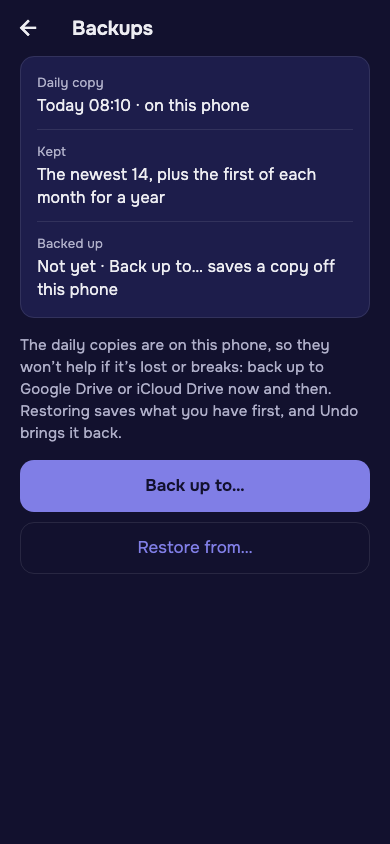 Backups
Daily copy
Today 08:10 · on this phone
Kept
The newest 14, plus the first of each
month for a year
Backed up
Not yet · Back up to... saves a copy off
this phone
The daily copies are on this phone, so they
won’t help if it’s lost or breaks: back up to
Google Drive or iCloud Drive now and then.
Restoring saves what you have first, and Undo
brings it back.
Back up to...
Restore from...